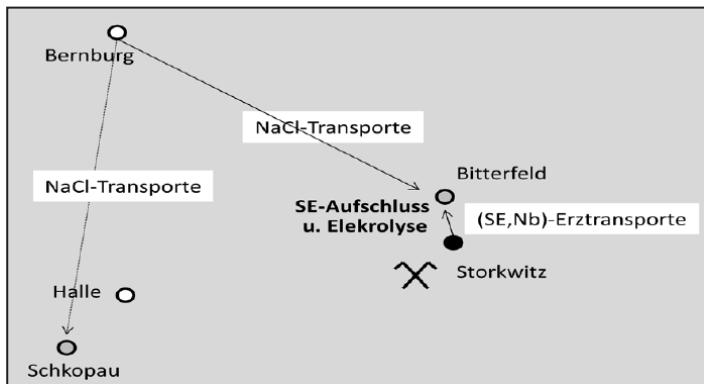 Bernburg
NaCl-Transporte
Bitterfeld
NaCl-Transporte
SE-Aufschluss
u. Elekrolyse
(SE,Nb)-Erztransporte
Storkwitz
Halle
Schkopau